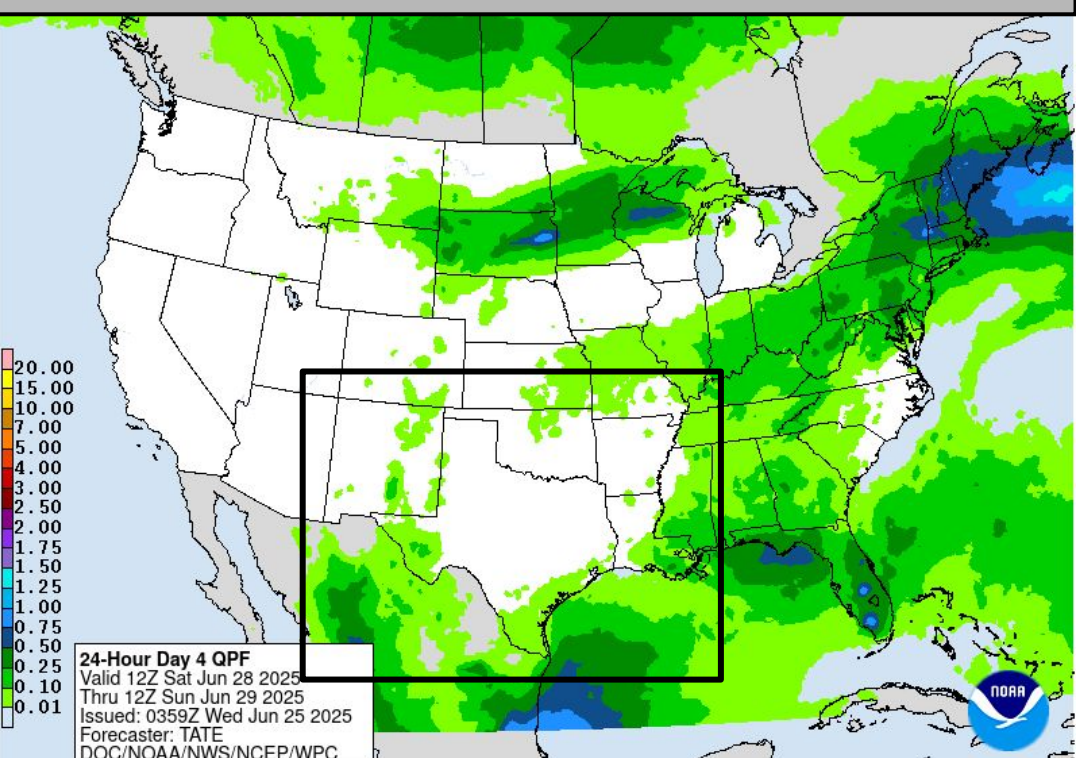 20.00
15.00
10.00
7.00
5.00
4.00
3.00
2.50
2.00
1.75
1.50
1.25
1.00
0.75
0.50
0.25
0.10
0.01
24-Hour Day 4 QPF
Valid 12Z Sat Jun 28 2025
Thru 12Z Sun Jun 29 2025
Issued: 0359Z Wed Jun 25 2025
Forecaster: TATE
DOC/NOAA/NWS/NCEP/WPC
NOAA